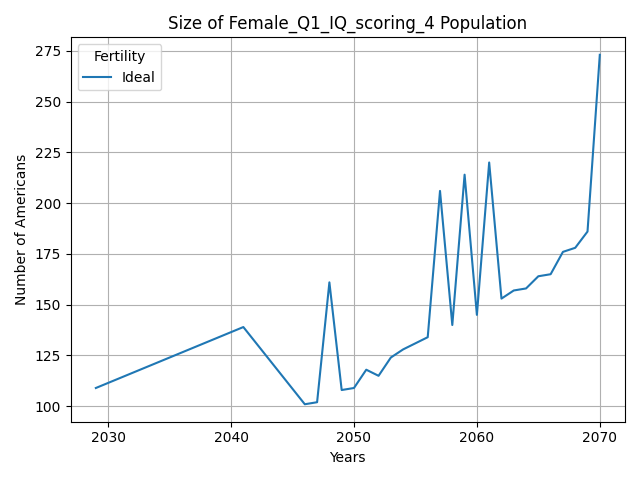 Size of Female_Q1_IQ_scoring_4 Population
Fertility
Ideal
Number of Americans
275
250
225
200
175
150
125
100
2030 2040 2050 2060 2070
Years